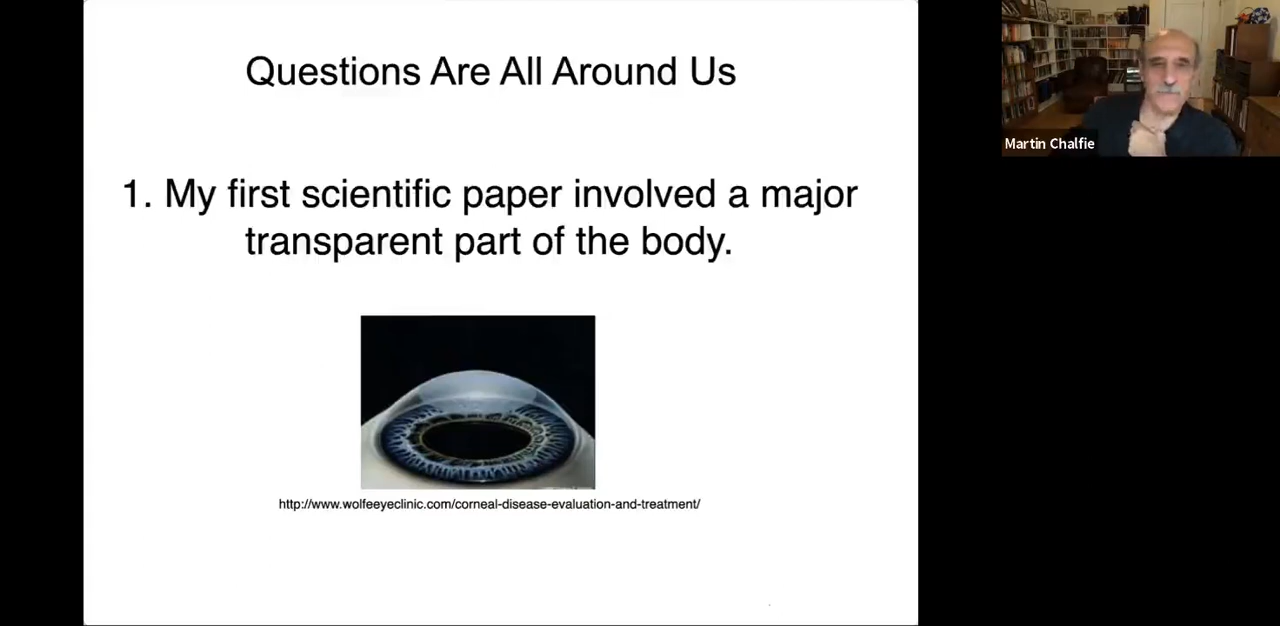 Questions Are All Around Us
1. My first scientific paper involved a major
transparent part of the body.
http://www.wolfeeyeclinic.com/corneal-disease-evaluation-and-treatment/
Martin Chalfie